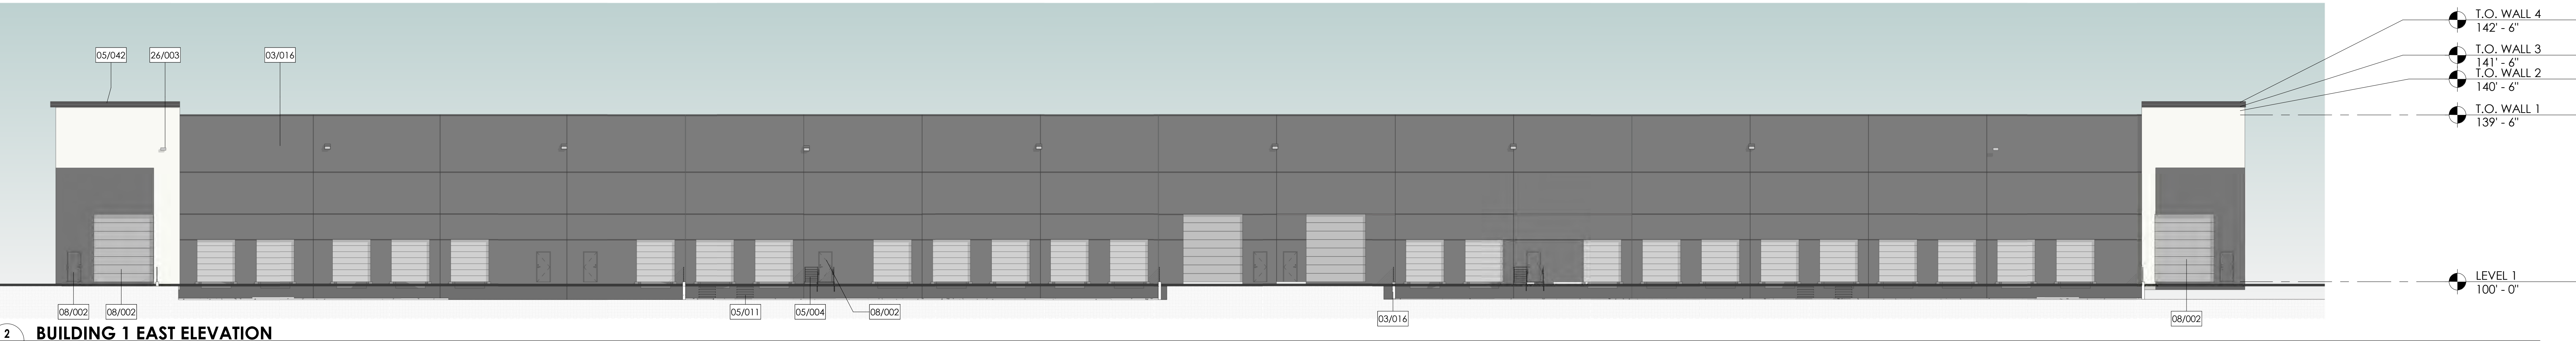 T.O. WALL 4
142' - 6"
T.O. WALL 3
141' - 6"
T.O. WALL 2
140' - 6"
T.O. WALL 1
139' - 6"
05/042
26/003
03/016
LEVEL 1
100' - 0"
08/002
08/002
05/011
05/004
08/002
03/016
08/002
2
BUILDING 1 EAST ELEVATION